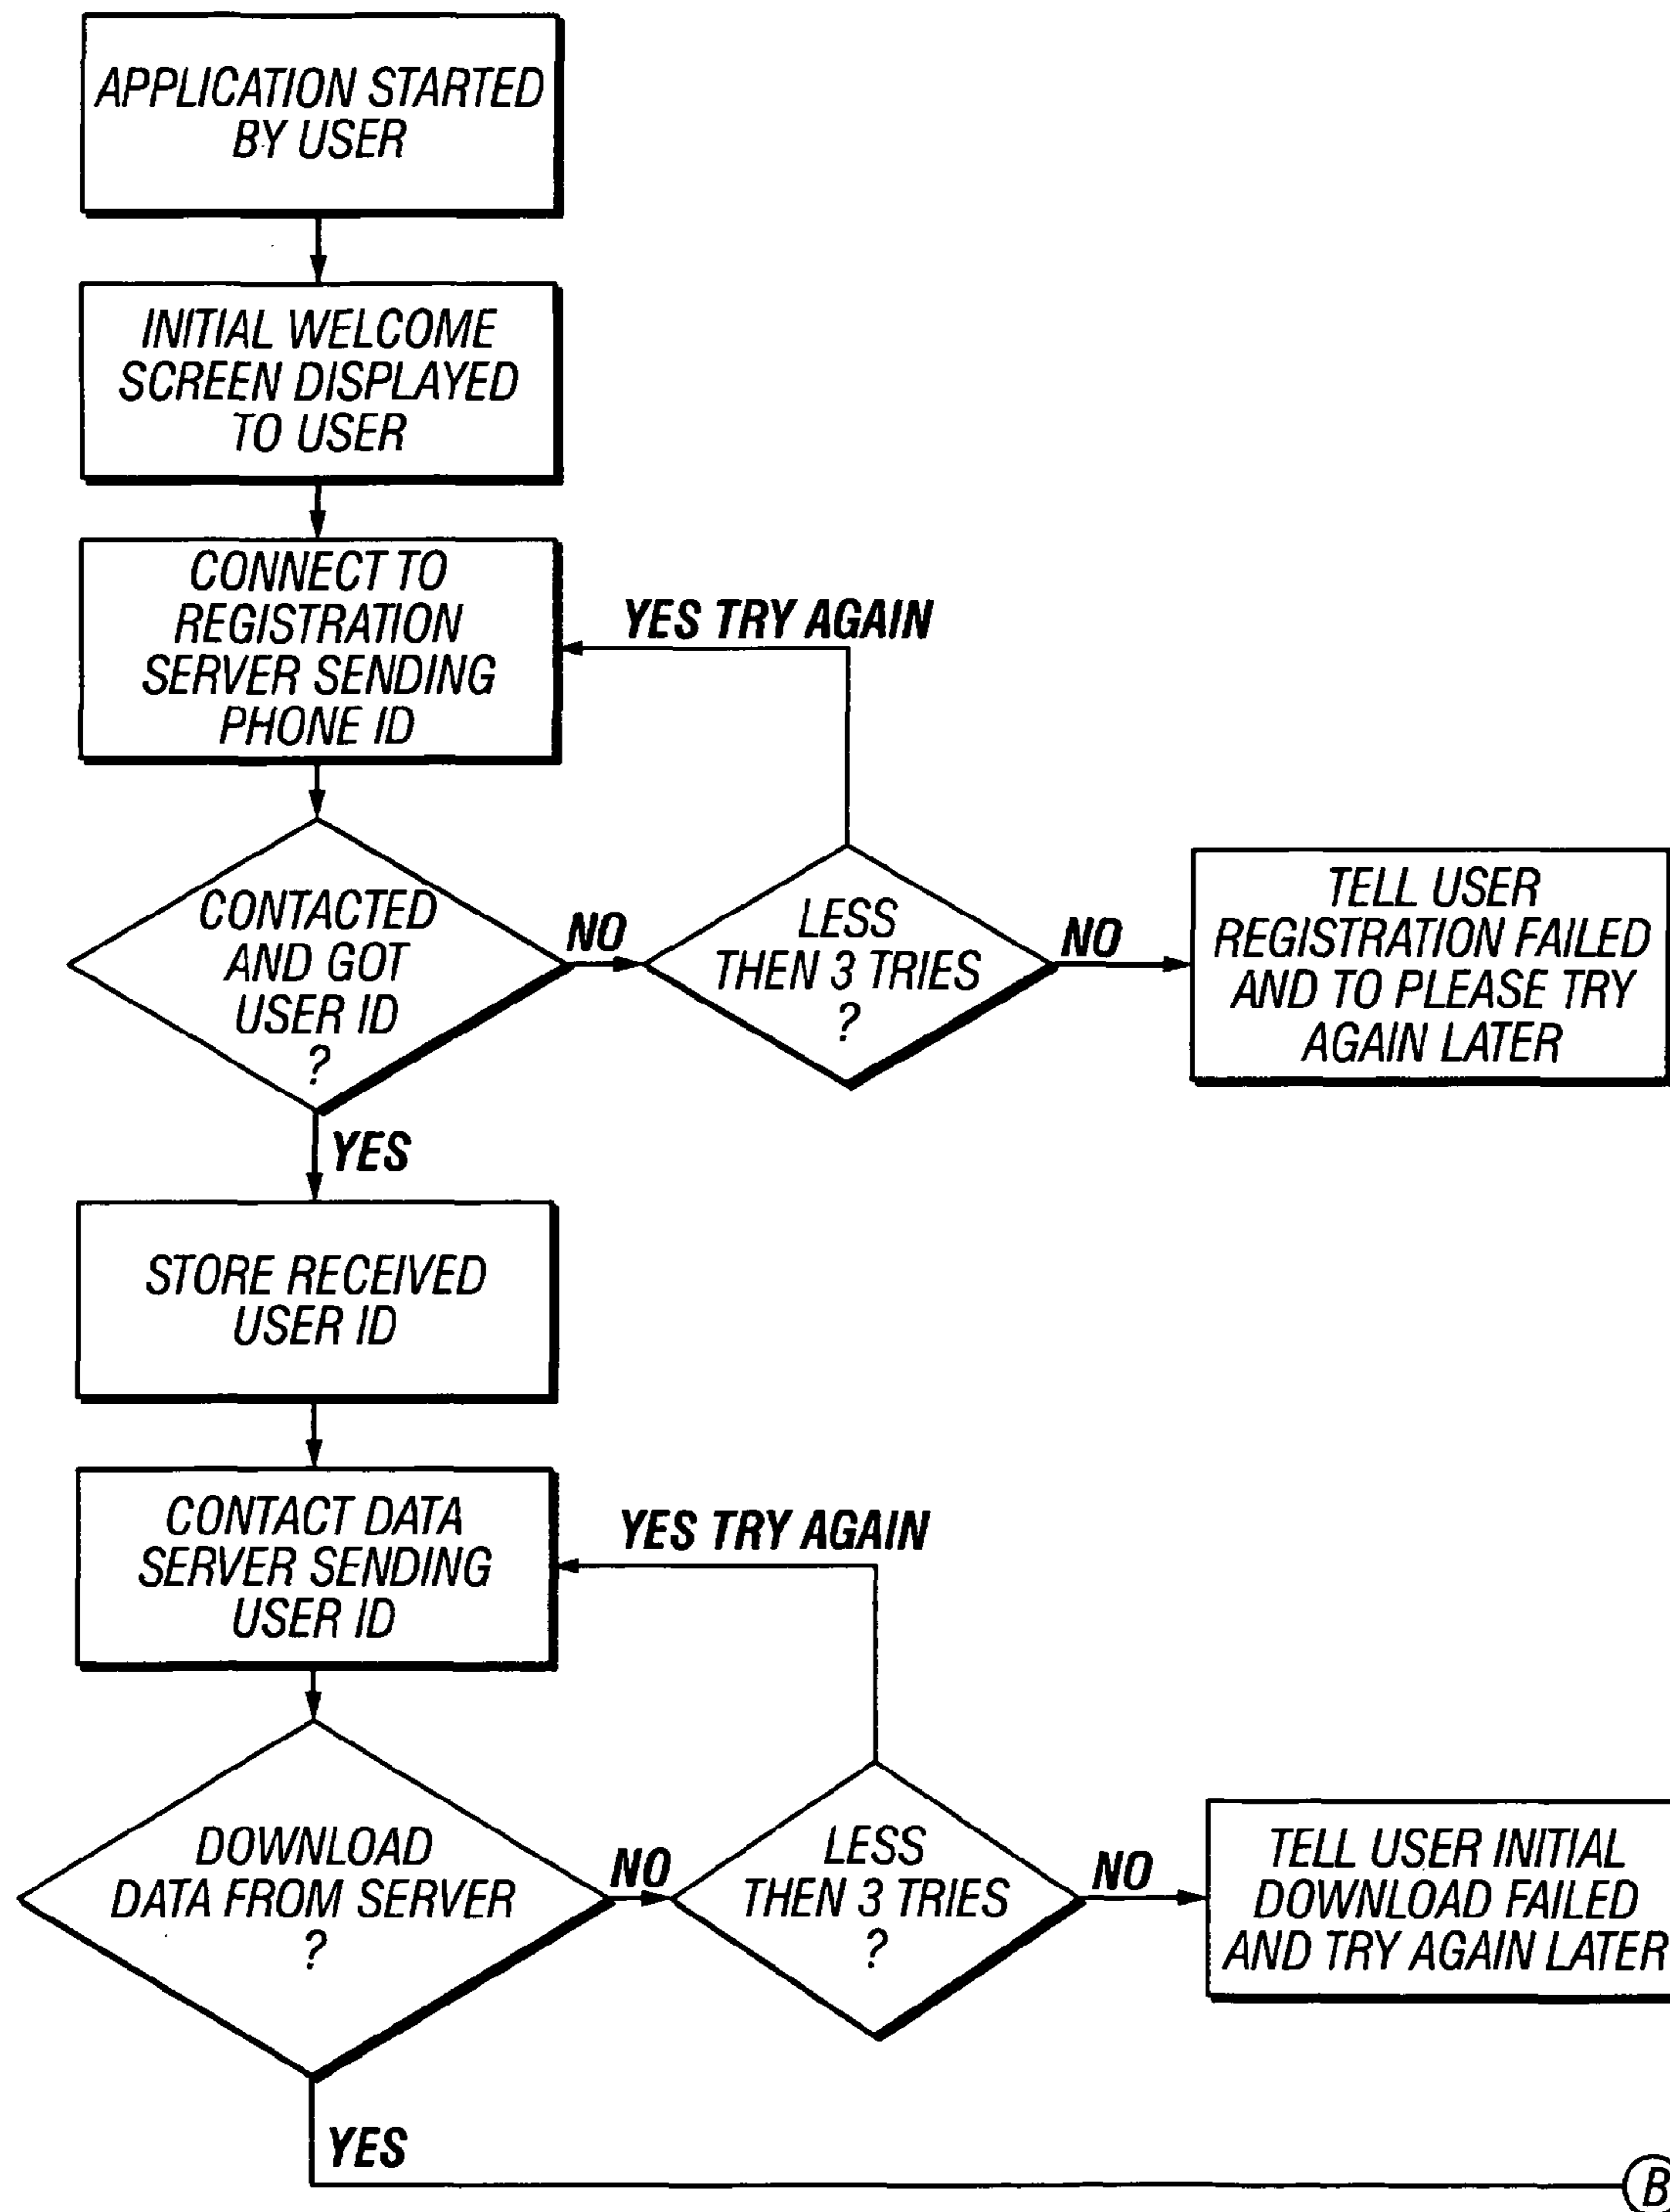 APPLICATION STARTED
BY USER
INITIAL WELCOME
SCREEN DISPLAYED
TO USER
CONNECT TO
REGISTRATION
SERVER SENDING
PHONE ID
YES TRY AGAIN
CONTACTED
AND GOT
USER ID
?
NO
LESS
THEN 3 TRIES
?
NO
TELL USER
REGISTRATION FAILED
AND TO PLEASE TRY
AGAIN LATER
YES
STORE RECEIVED
USER ID
CONTACT DATA
SERVER SENDING
USER ID
YES TRY AGAIN
DOWNLOAD
DATA FROM SERVER
?
NO
LESS
THEN 3 TRIES
?
NO
TELL USER INITIAL
DOWNLOAD FAILED
AND TRY AGAIN LATER
YES
B